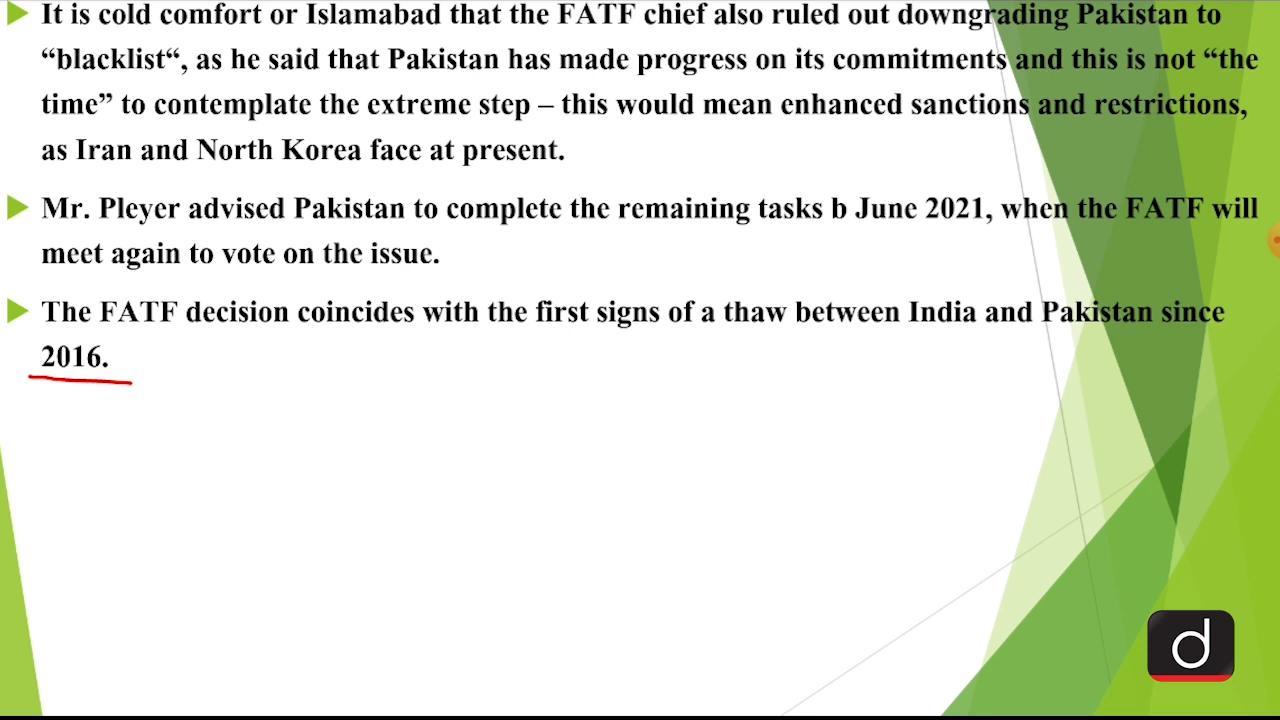 It is cold comfort or Islamabad that the FATF chief also ruled out downgrading Pakistan to
“blacklist“, as he said that Pakistan has made progress on its commitments and this is not “the
time” to contemplate the extreme step – this would mean enhanced sanctions and restrictions,
as Iran and North Korea face at present.
Mr. Pleyer advised Pakistan to complete the remaining tasks b June 2021, when the FATF will
meet again to vote on the issue.
The FATF decision coincides with the first signs of a thaw between India and Pakistan since
2016.
d